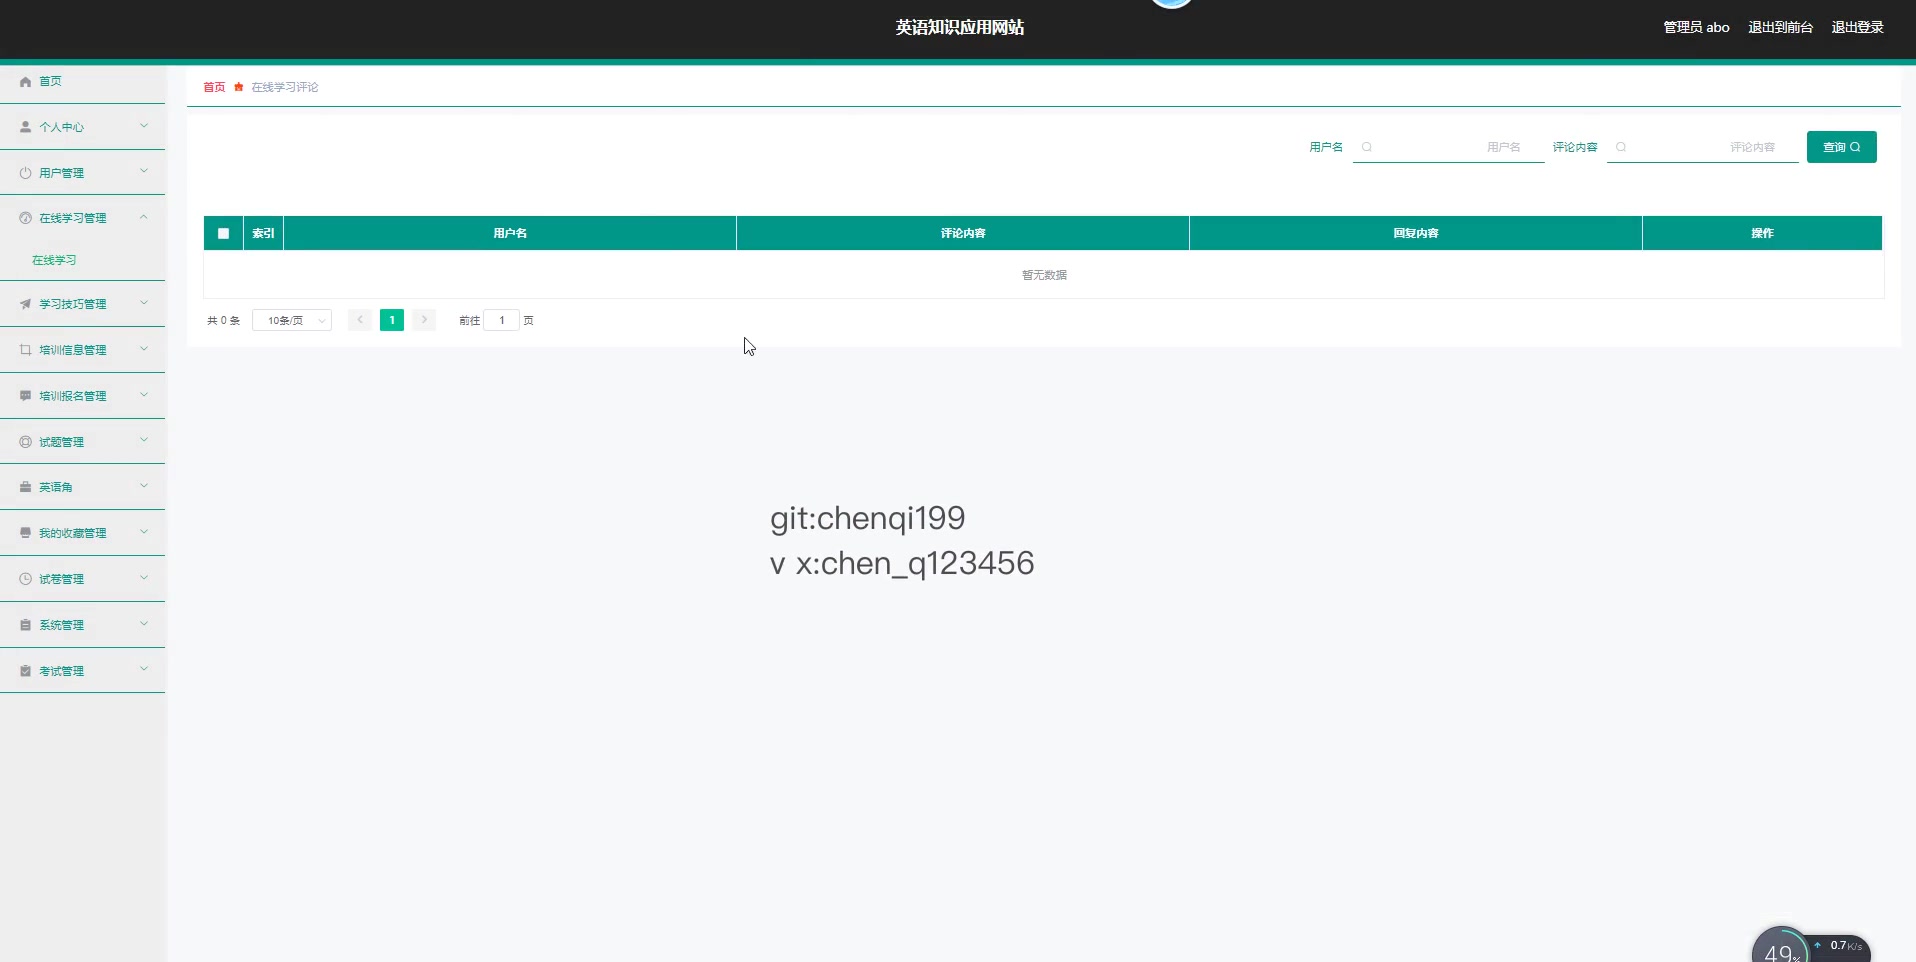 英语知识应用网站
管理员 abo 退出到前台 退出登录
首页
个人中心
用户管理
在线学习管理
在线学习
学习技巧管理
培训信息管理
培训报名管理
试题管理
英语角
我的收藏管理
试卷管理
系统管理
考试管理
首页 在线学习评论
用户名 用户名 评论内容 评论内容 查询
索引 用户名 评论内容 回复内容 操作
暂无数据
共 0 条 10条/页 1 前往 1 页
git:chenqi199
v x:chen_q123456
49% 0.7K/s